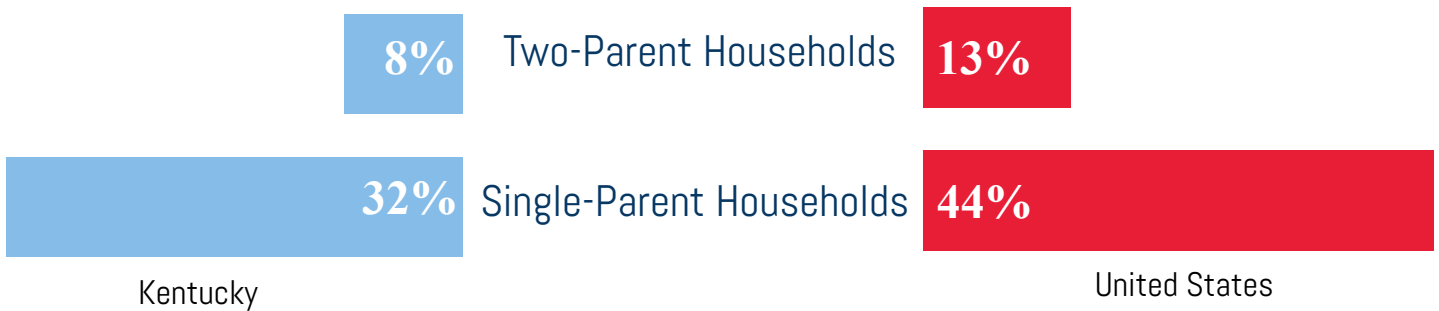 8% Two-Parent Households 13%
32% Single-Parent Households 44%
Kentucky United States